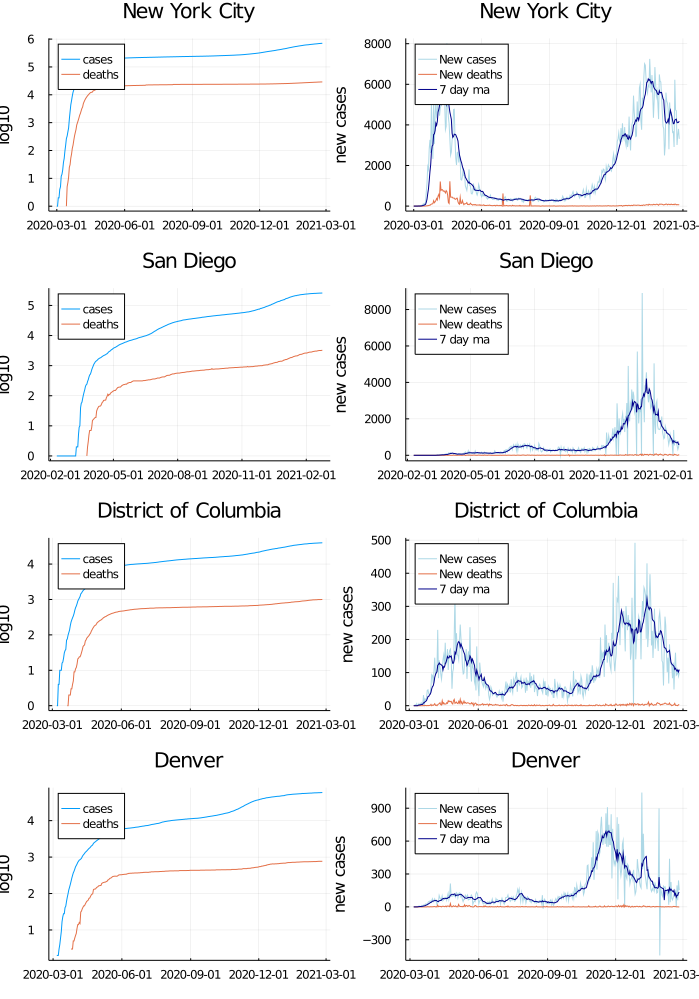 New York City
6
5
4
3
2
1
0
log10
cases
deaths
2020-03-01 2020-06-01 2020-09-01 2020-12-01 2021-03-01
New York City
8000
6000
4000
2000
0
new cases
New cases
New deaths
7 day ma
2020-03-01 2020-06-01 2020-09-01 2020-12-01 2021-03-
San Diego
5
4
3
2
1
0
log10
cases
deaths
2020-02-01 2020-05-01 2020-08-01 2020-11-01 2021-02-01
San Diego
8000
6000
4000
2000
0
new cases
New cases
New deaths
7 day ma
2020-02-01 2020-05-01 2020-08-01 2020-11-01 2021-02-01
District of Columbia
4
3
2
1
0
log10
cases
deaths
2020-03-01 2020-06-01 2020-09-01 2020-12-01 2021-03-01
District of Columbia
500
400
300
200
100
0
new cases
New cases
New deaths
7 day ma
2020-03-01 2020-06-01 2020-09-01 2020-12-01 2021-03-
Denver
4
3
2
1
log10
cases
deaths
2020-03-01 2020-06-01 2020-09-01 2020-12-01 2021-03-01
Denver
900
600
300
0
−300
new cases
New cases
New deaths
7 day ma
2020-03-01 2020-06-01 2020-09-01 2020-12-01 2021-03-